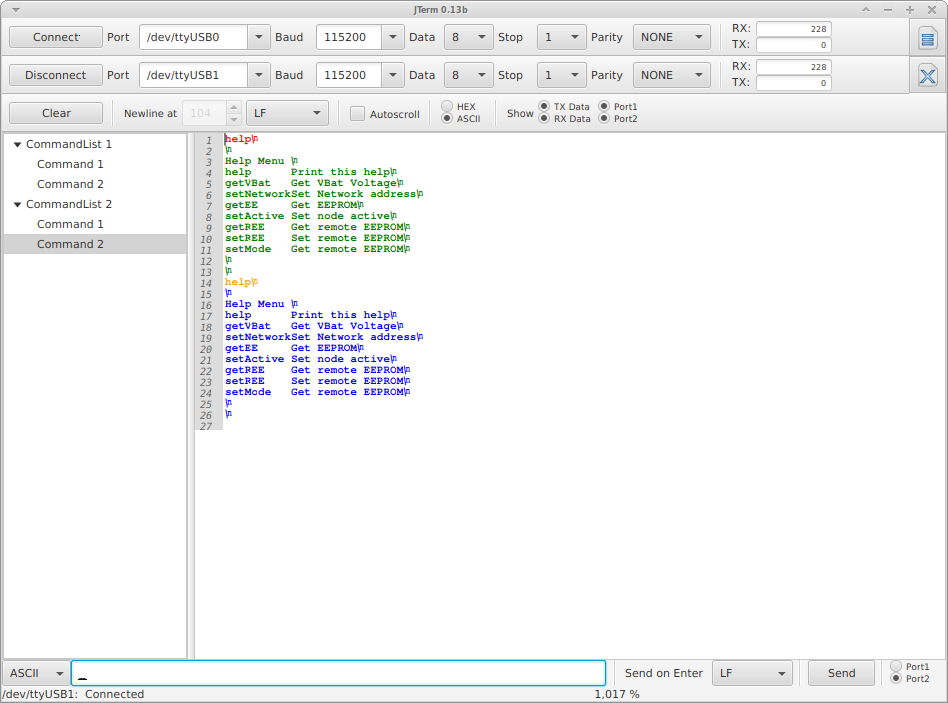 JTerm 0.13b
Connect Port /dev/ttyUSB0 Baud 115200 Data 8 Stop 1 Parity NONE RX: 228
TX: 0
Disconnect Port /dev/ttyUSB1 Baud 115200 Data 8 Stop 1 Parity NONE RX: 228
TX: 0
Clear Newline at 104 LF Autoscroll HEX ASCII Show TX Data RX Data Port1 Port2
CommandList 1
Command 1
Command 2
CommandList 2
Command 1
Command 2
1 help\n
2 \n
3 Help Menu \n
4 help Print this help\n
5 getVBat Get VBat Voltage\n
6 setNetworkSet Network address\n
7 getEE Get EEPROM\n
8 setActive Set node active\n
9 getREE Get remote EEPROM\n
10 setREE Set remote EEPROM\n
11 setMode Get remote EEPROM\n
12 \n
13 \n
14 help\n
15 \n
16 Help Menu \n
17 help Print this help\n
18 getVBat Get VBat Voltage\n
19 setNetworkSet Network address\n
20 getEE Get EEPROM\n
21 setActive Set node active\n
22 getREE Get remote EEPROM\n
23 setREE Set remote EEPROM\n
24 setMode Get remote EEPROM\n
25 \n
26 \n
27
ASCII _ Send on Enter LF Send Port1 Port2
/dev/ttyUSB1: Connected 1,017 %